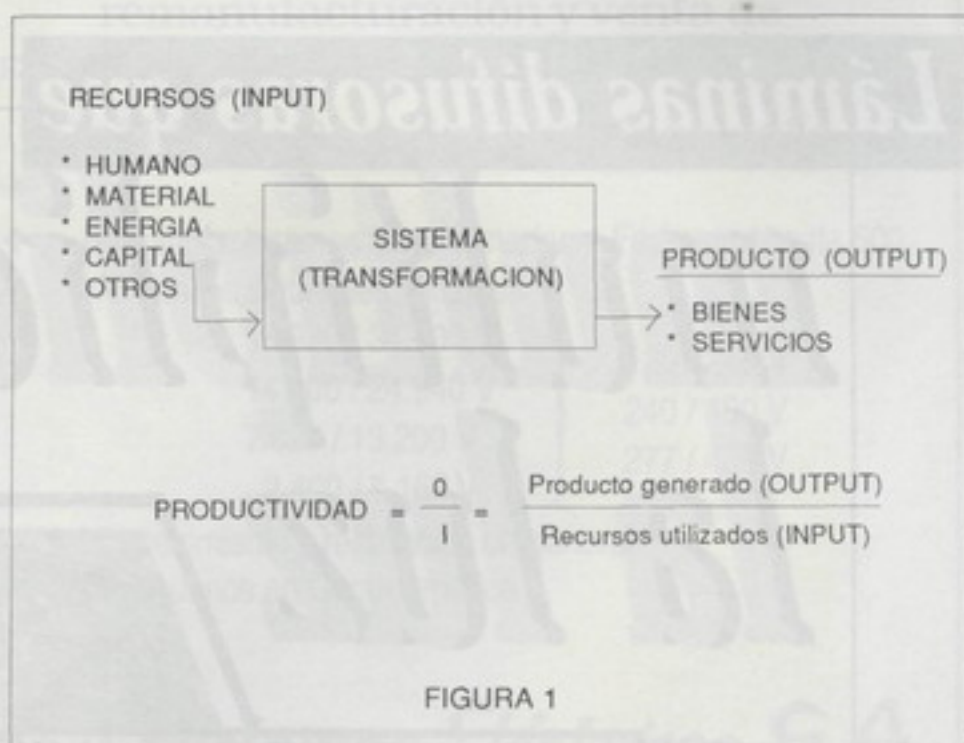 RECURSOS (INPUT)
* HUMANO
* MATERIAL
* ENERGIA
* CAPITAL
* OTROS
SISTEMA
(TRANSFORMACION)
PRODUCTO (OUTPUT)
* BIENES
* SERVICIOS
PRODUCTIVIDAD = O / I = Producto generado (OUTPUT) / Recursos utilizados (INPUT)
FIGURA 1